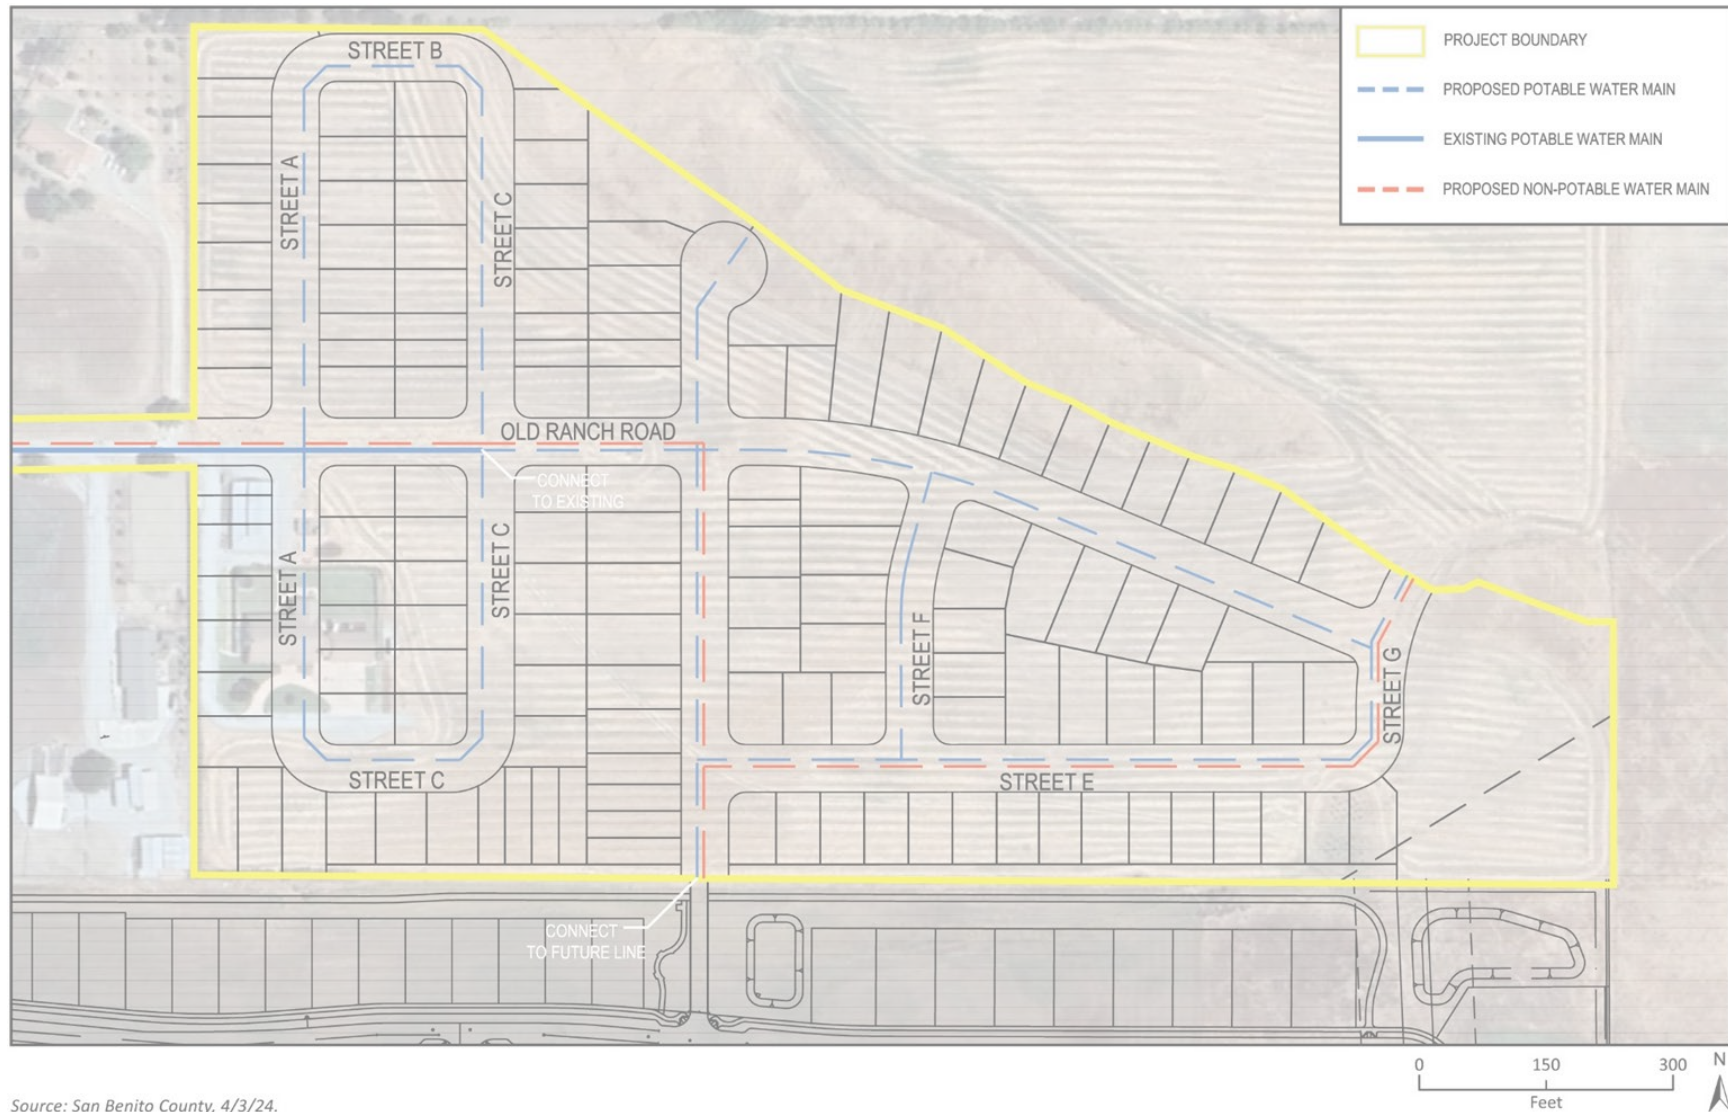 STREET B
PROJECT BOUNDARY
PROPOSED POTABLE WATER MAIN
EXISTING POTABLE WATER MAIN
PROPOSED NON-POTABLE WATER MAIN
STREET A
STREET C
OLD RANCH ROAD
CONNECT
TO EXISTING
STREET A
STREET C
STREET F
STREET G
STREET C
STREET E
CONNECT
TO FUTURE LINE
0 150 300
Feet
N
Source: San Benito County, 4/3/24.